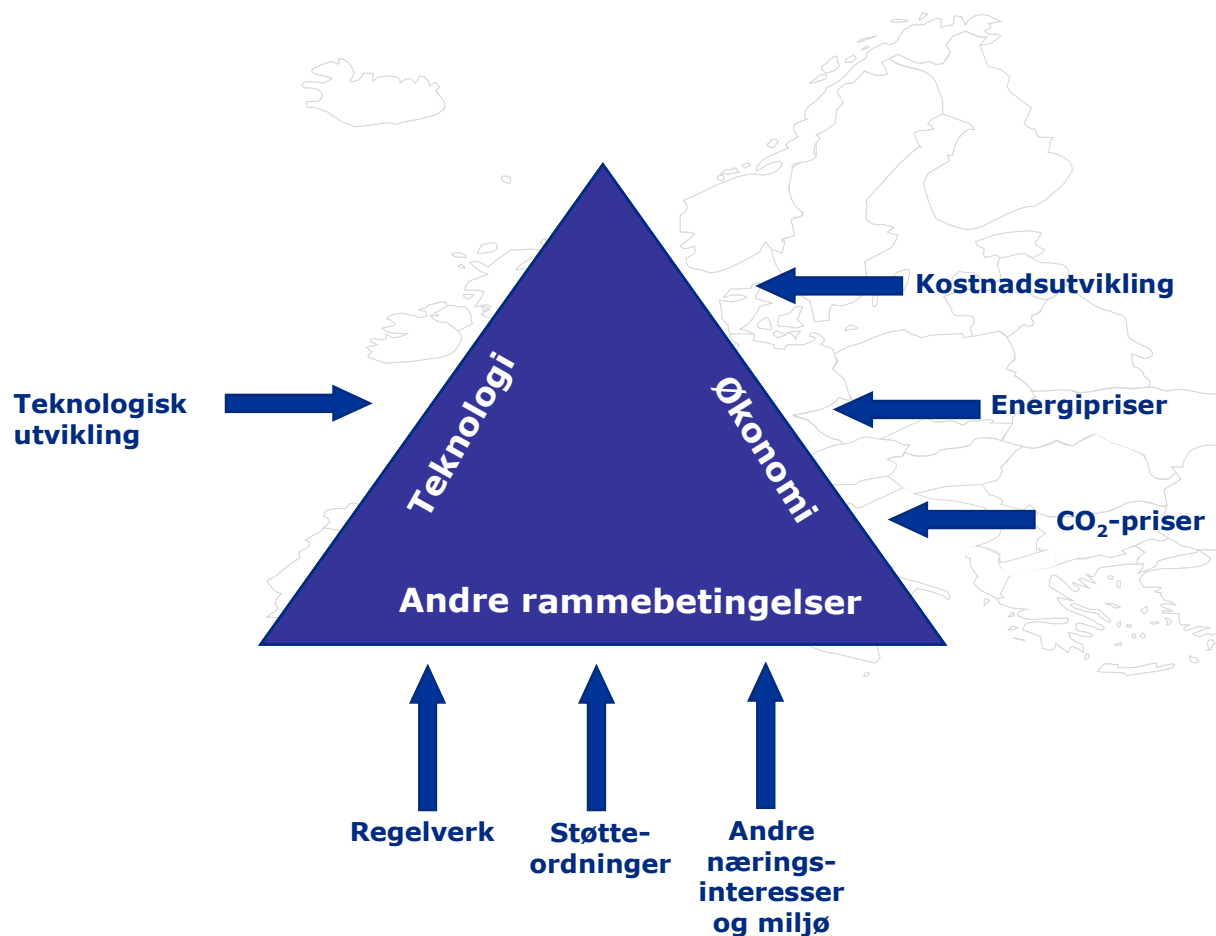 Kostnadsutvikling
Teknologi
Økonomi
Teknologisk
utvikling
Energipriser
CO₂-priser
Andre rammebetingelser
Regelverk
Støtte-
ordninger
Andre
nærings-
interesser
og miljø